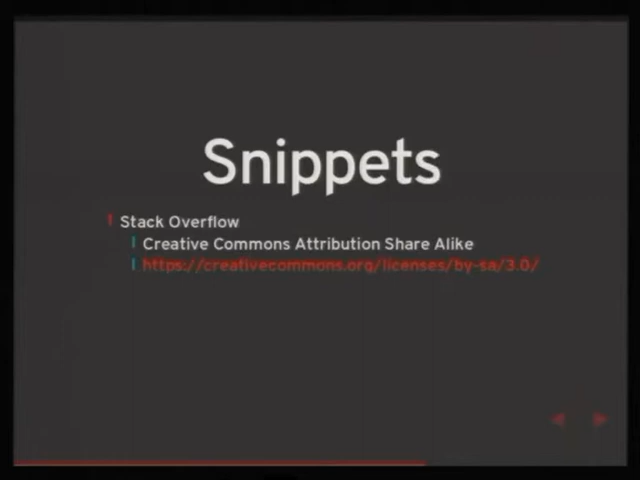 Snippets
Stack Overflow
Creative Commons Attribution Share Alike
https://creativecommons.org/licenses/by-sa/3.0/